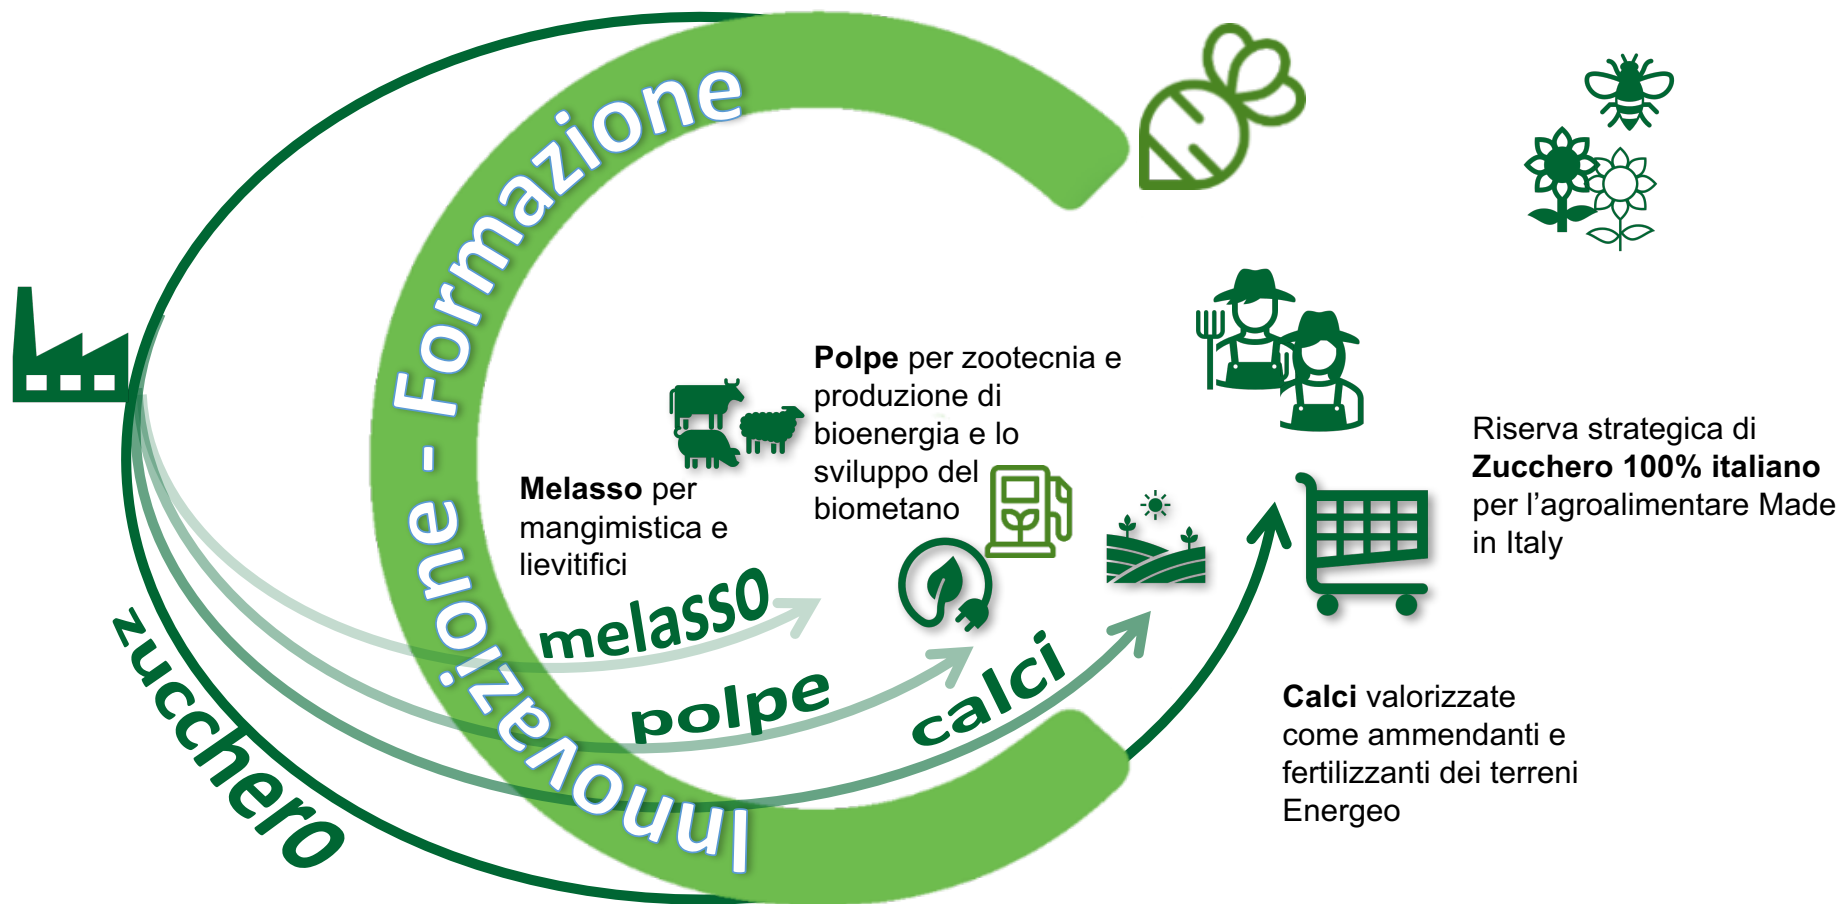 Innovazione - Formazione
Polpe per zootecnia e
produzione di
bioenergia e lo
sviluppo del
biometano
Melasso per
mangimistica e
lievitifici
Riserva strategica di
Zucchero 100% italiano
per l’agroalimentare Made
in Italy
melasso
polpe
calci
zucchero
Calci valorizzate
come ammendanti e
fertilizzanti dei terreni
Energeo